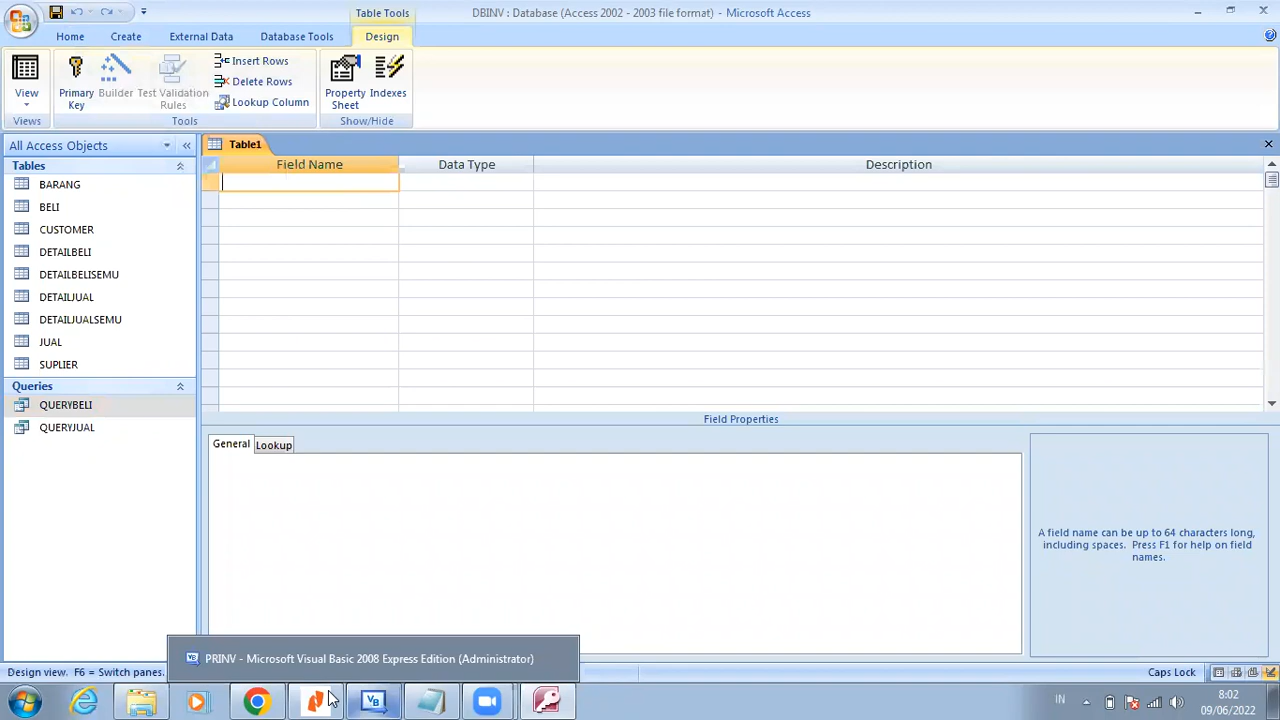 Table Tools
DBINV : Database (Access 2002 - 2003 file format) - Microsoft Access
Home
Create
External Data
Database Tools
Design
View
Primary Key
Builder
Test Validation Rules
Insert Rows
Delete Rows
Lookup Column
Property Sheet
Indexes
Views
Tools
Show/Hide
All Access Objects
Table1
Tables
BARANG
BELI
CUSTOMER
DETAILBELI
DETAILBELISEMU
DETAILJUAL
DETAILJUALSEMU
JUAL
SUPLIER
Queries
QUERYBELI
QUERYJUAL
Field Name
Data Type
Description
Field Properties
General
Lookup
A field name can be up to 64 characters long,
including spaces. Press F1 for help on field
names.
PRINV - Microsoft Visual Basic 2008 Express Edition (Administrator)
Design view. F6 = Switch panes.
Caps Lock
IN
8:02
09/06/2022